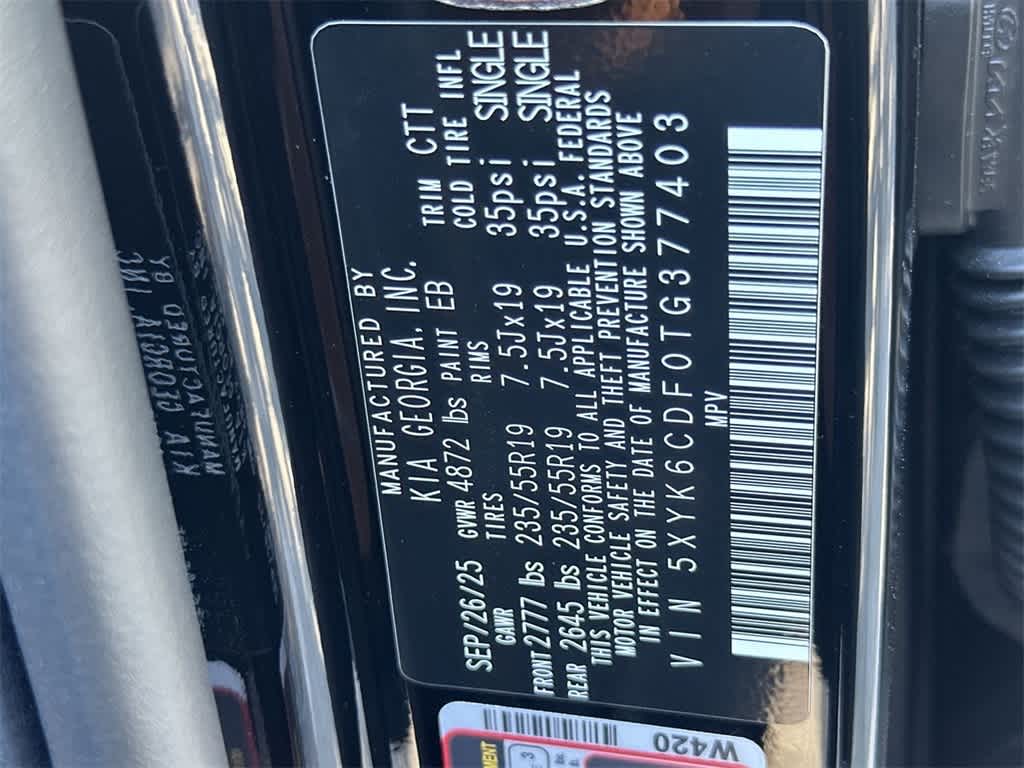 MANUFACTURED BY
KIA GEORGIA, INC.
SEP/26/25 GVWR 4872 lbs PAINT EB TRIM CTT
GAWR TIRES RIMS COLD TIRE INFL
FRONT 2777 lbs 235/55R19 7.5Jx19 35psi SINGLE
REAR 2645 lbs 235/55R19 7.5Jx19 35psi SINGLE
THIS VEHICLE CONFORMS TO ALL APPLICABLE U.S.A. FEDERAL
MOTOR VEHICLE SAFETY AND THEFT PREVENTION STANDARDS
IN EFFECT ON THE DATE OF MANUFACTURE SHOWN ABOVE
VIN 5XYK6CDF0TG377403
MPV
W420